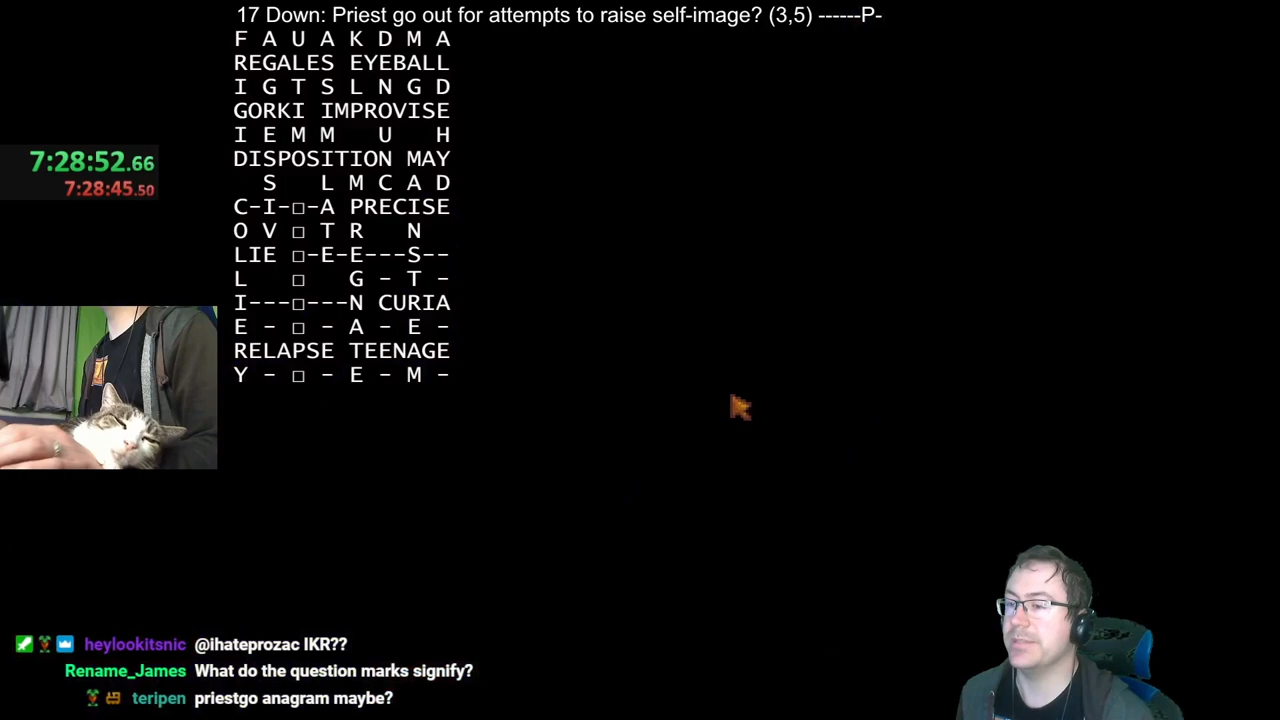 17 Down: Priest go out for attempts to raise self-image? (3,5) ------P-
F A U A K D M A
REGALES EYEBALL
I G T S L N G D
GORKI IMPROVISE
I E M M U H
DISPOSITION MAY
S L M C A D
C-I-□-A PRECISE
O V □ T R N
LIE □-E-E---S--
L □ G - T -
I---□---N CURIA
E - □ - A - E -
RELAPSE TEENAGE
Y - □ - E - M -
7:28:52.66
7:28:45.50
heylookitsnic @ihateprozac IKR??
Rename_James What do the question marks signify?
teripen priestgo anagram maybe?